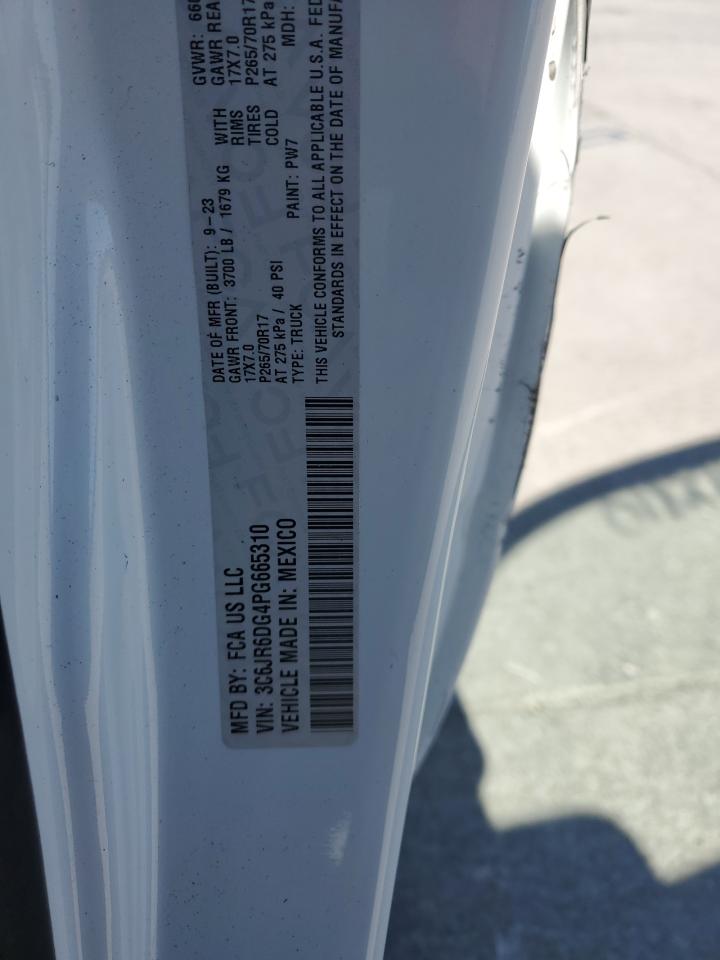 MFD BY: FCA US LLC
VIN: 3C6JR6DG4PG665310
VEHICLE MADE IN: MEXICO
DATE OF MFR (BUILT): 9-23 GVWR:
GAWR FRONT: 3700 LB / 1679 KG WITH GAWR
17X7.0 RIMS 17X7.0
P265/70R17 TIRES P265/70R17
AT 275 kPa / 40 PSI COLD AT 275 kPa
TYPE: TRUCK PAINT: PW7 MDH:
THIS VEHICLE CONFORMS TO ALL APPLICABLE U.S.A.
STANDARDS IN EFFECT ON THE DATE OF